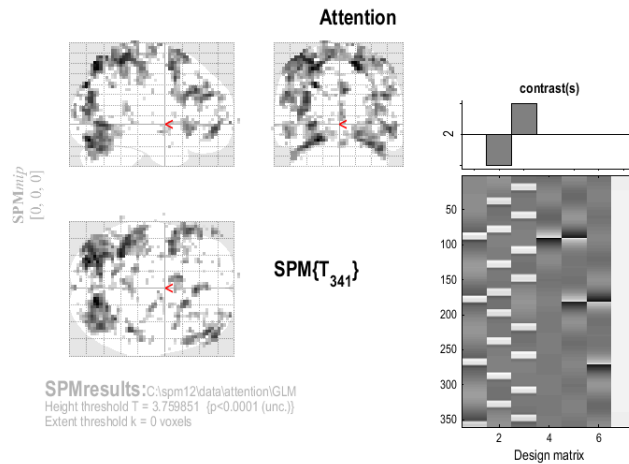 Attention
SPMmip
[0, 0, 0]
<
<
<
SPM{T341}
contrast(s)
2
50
100
150
200
250
300
350
2 4 6
Design matrix
SPMresults: C:\spm12\data\attention\GLM
Height threshold T = 3.759851 {p<0.0001 (unc.)}
Extent threshold k = 0 voxels